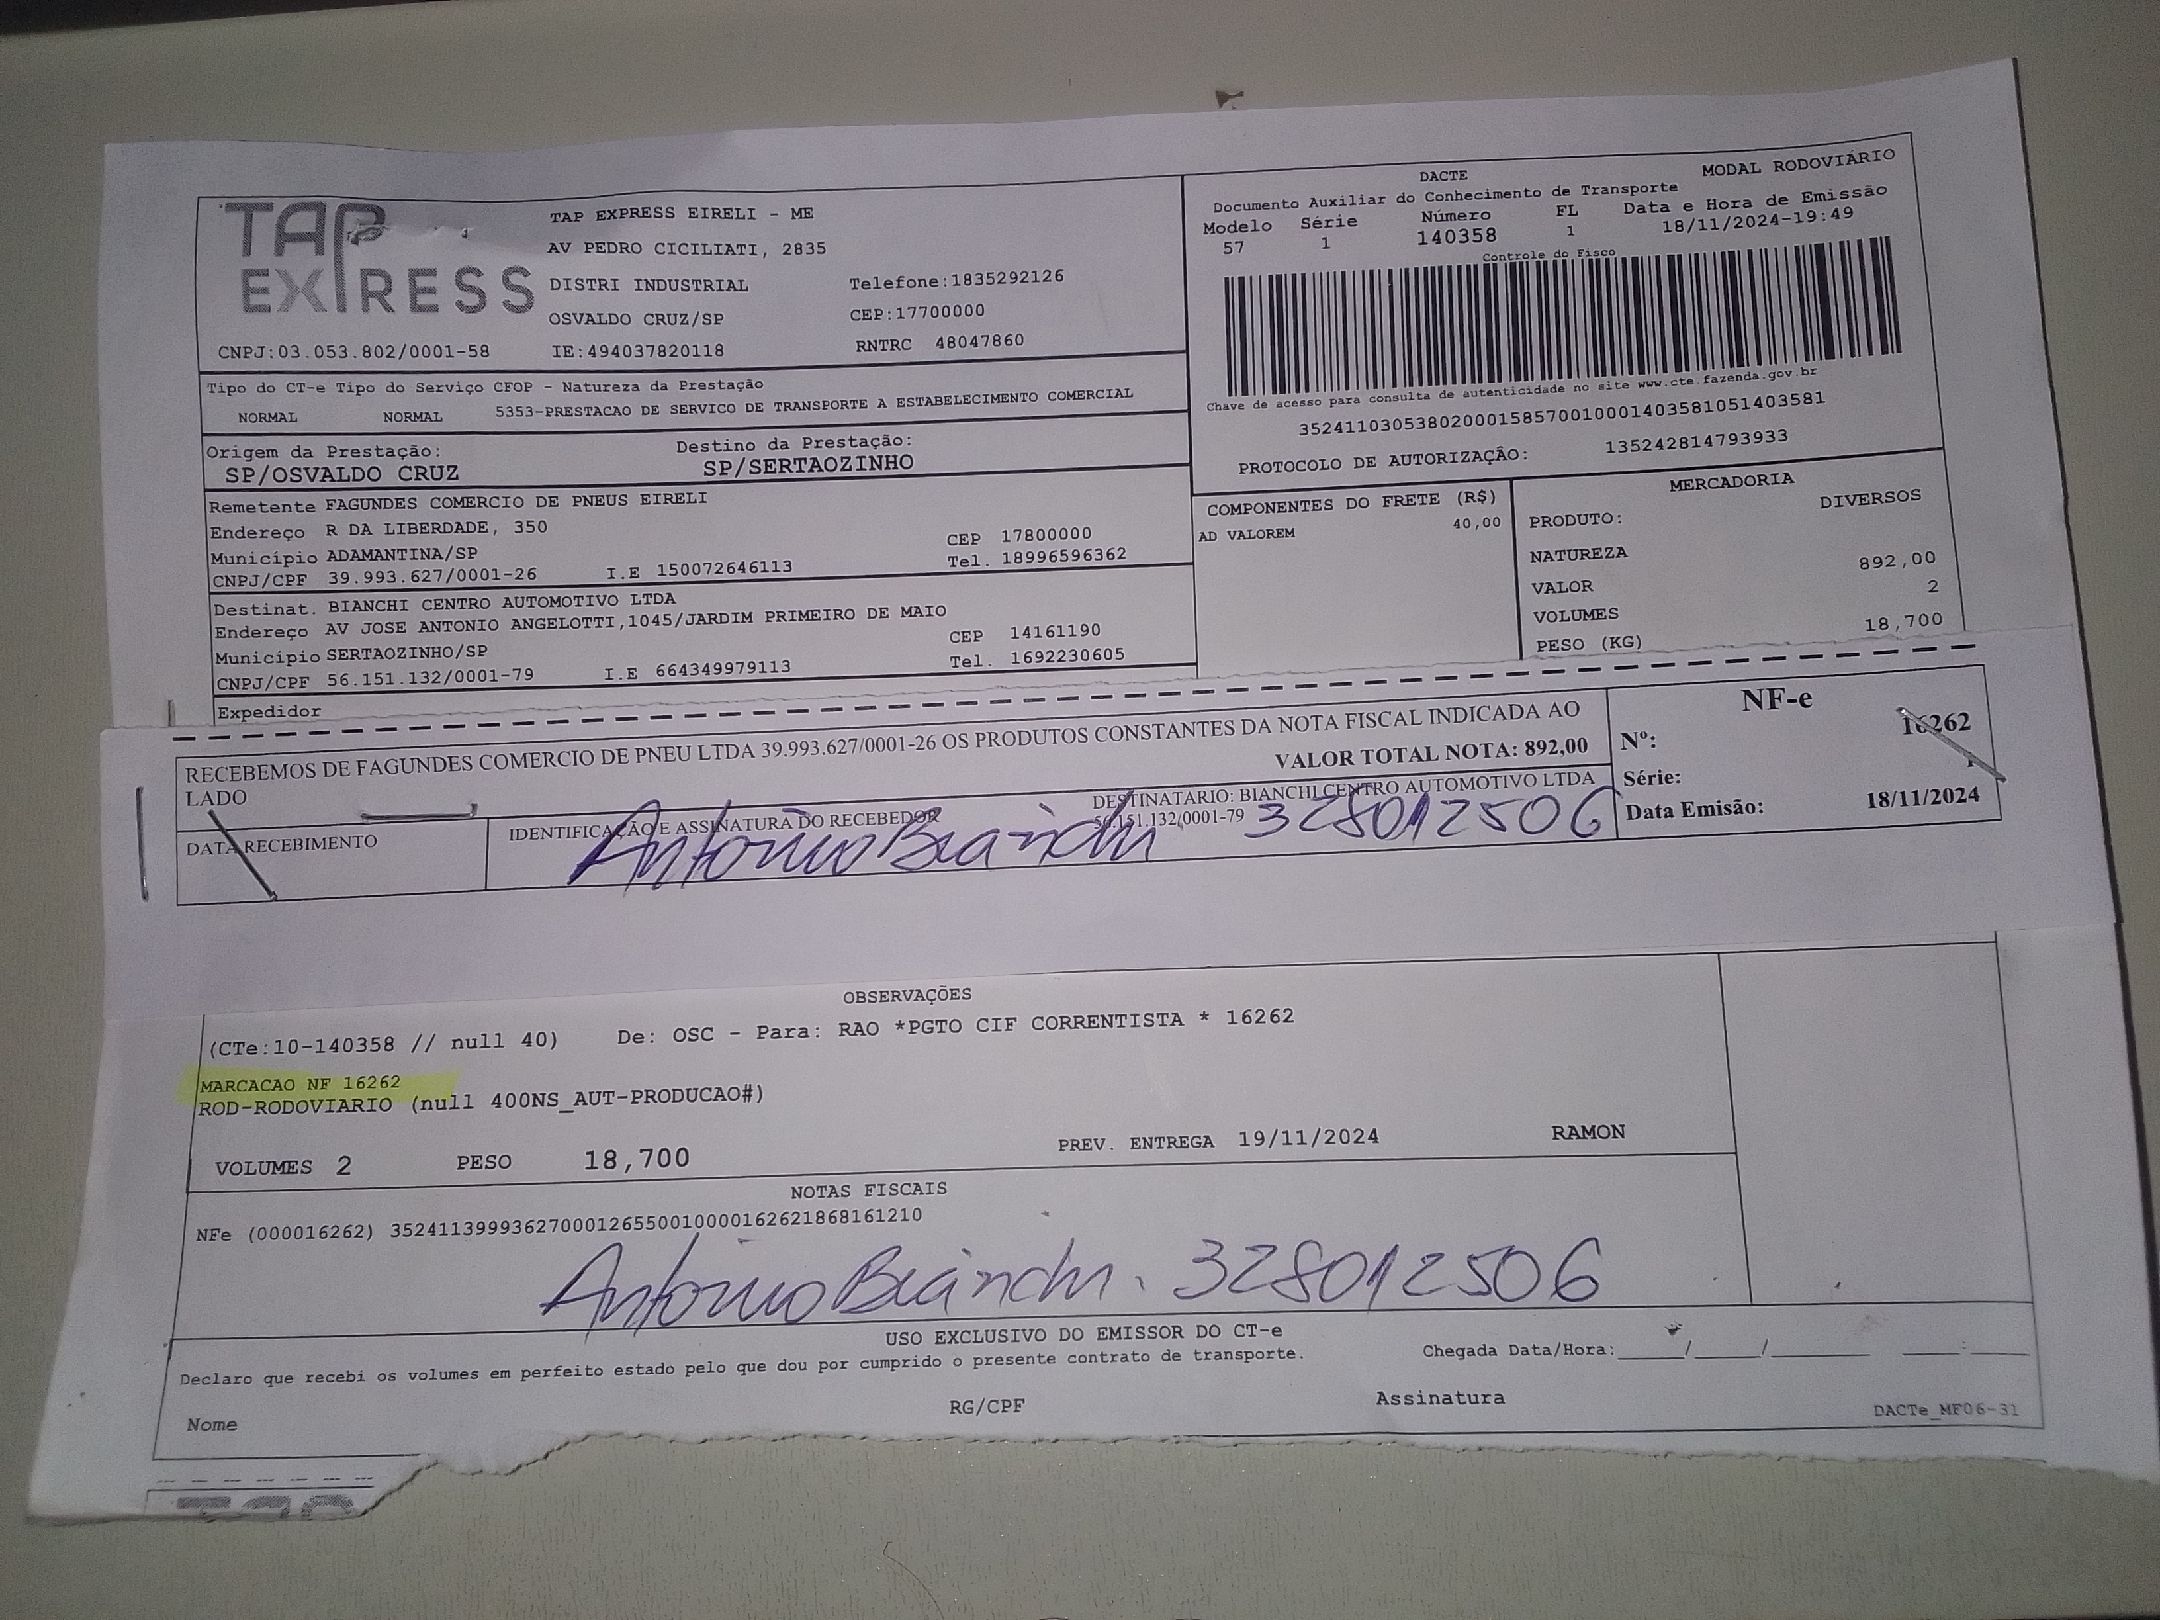 TAP EXPRESS
TAP EXPRESS EIRELI - ME
AV PEDRO CICILIATI, 2835
DISTRI INDUSTRIAL Telefone:1835292126
OSVALDO CRUZ/SP CEP:17700000
CNPJ:03.053.802/0001-58 IE:494037820118 RNTRC 48047860
DACTE MODAL RODOVIÁRIO
Documento Auxiliar do Conhecimento de Transporte
Modelo Série Número FL Data e Hora de Emissão
57 1 140358 1 18/11/2024-19:49
Controle do Fisco
Chave de acesso para consulta de autenticidade no site www.cte.fazenda.gov.br
35241103053802000158570010001403581051403581
PROTOCOLO DE AUTORIZAÇÃO: 135242814793933
Tipo do CT-e Tipo do Serviço CFOP - Natureza da Prestação
NORMAL NORMAL 5353-PRESTACAO DE SERVICO DE TRANSPORTE A ESTABELECIMENTO COMERCIAL
Origem da Prestação: Destino da Prestação:
SP/OSVALDO CRUZ SP/SERTAOZINHO
Remetente FAGUNDES COMERCIO DE PNEUS EIRELI
Endereço R DA LIBERDADE, 350
Município ADAMANTINA/SP CEP 17800000
CNPJ/CPF 39.993.627/0001-26 I.E 150072646113 Tel. 18996596362
Destinat. BIANCHI CENTRO AUTOMOTIVO LTDA
Endereço AV JOSE ANTONIO ANGELOTTI,1045/JARDIM PRIMEIRO DE MAIO
Município SERTAOZINHO/SP CEP 14161190
CNPJ/CPF 56.151.132/0001-79 I.E 664349979113 Tel. 1692230605
Expedidor
COMPONENTES DO FRETE (R$)
AD VALOREM 40,00
MERCADORIA
PRODUTO: DIVERSOS
NATUREZA
VALOR 892,00
VOLUMES 2
PESO (KG) 18,700
RECEBEMOS DE FAGUNDES COMERCIO DE PNEU LTDA 39.993.627/0001-26 OS PRODUTOS CONSTANTES DA NOTA FISCAL INDICADA AO
LADO VALOR TOTAL NOTA: 892,00
DATA RECEBIMENTO
IDENTIFICAÇÃO E ASSINATURA DO RECEBEDOR
DESTINATARIO: BIANCHI CENTRO AUTOMOTIVO LTDA
56.151.132/0001-79
Antonio Bianchi 328012506
NF-e
Nº: 16262
Série: 1
Data Emisão: 18/11/2024
OBSERVAÇÕES
(CTe:10-140358 // null 40) De: OSC - Para: RAO *PGTO CIF CORRENTISTA * 16262
MARCACAO NF 16262
ROD-RODOVIARIO (null 400NS_AUT-PRODUCAO#)
VOLUMES 2 PESO 18,700 PREV. ENTREGA 19/11/2024 RAMON
NOTAS FISCAIS
NFe (000016262) 35241139993627000126550010000162621868161210
Antonio Bianchi. 328012506
USO EXCLUSIVO DO EMISSOR DO CT-e
Declaro que recebi os volumes em perfeito estado pelo que dou por cumprido o presente contrato de transporte. Chegada Data/Hora:_____/_____/________ ____:____
Nome RG/CPF Assinatura
DACTe_MF06-31